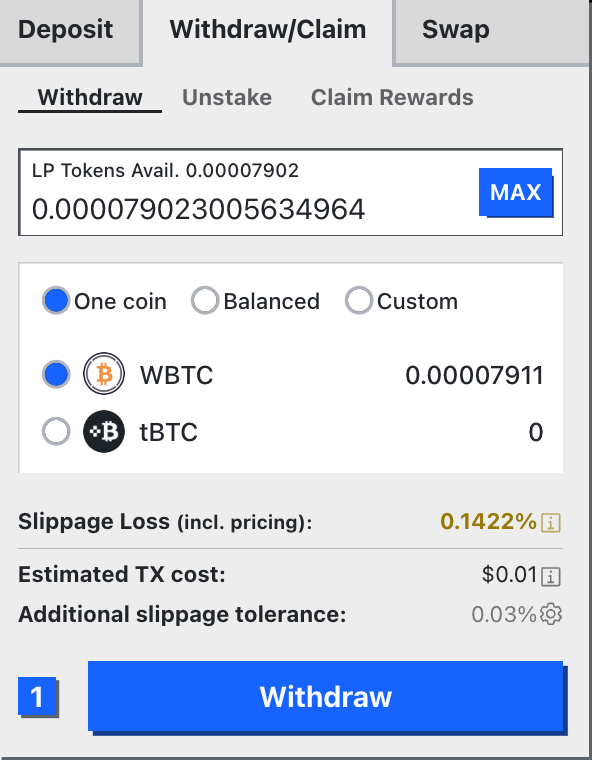 Deposit Withdraw/Claim Swap
Withdraw Unstake Claim Rewards
LP Tokens Avail. 0.00007902
0.000079023005634964 MAX
One coin Balanced Custom
WBTC 0.00007911
tBTC 0
Slippage Loss (incl. pricing): 0.1422%
Estimated TX cost: $0.01
Additional slippage tolerance: 0.03%
1 Withdraw